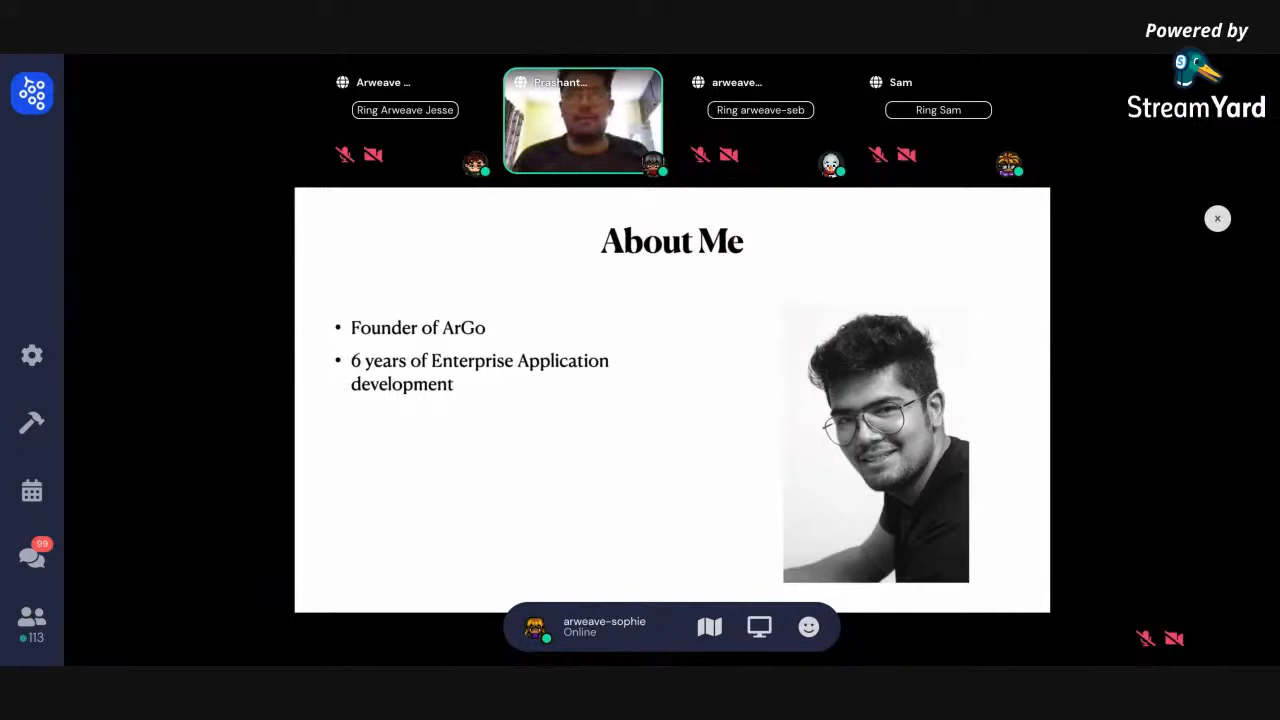 Powered by
StreamYard
Arweave ...
Prashant...
arweave...
Sam
Ring Arweave Jesse
Ring arweave-seb
Ring Sam
About Me
• Founder of ArGo
• 6 years of Enterprise Application
development
99
113
arweave-sophie
Online